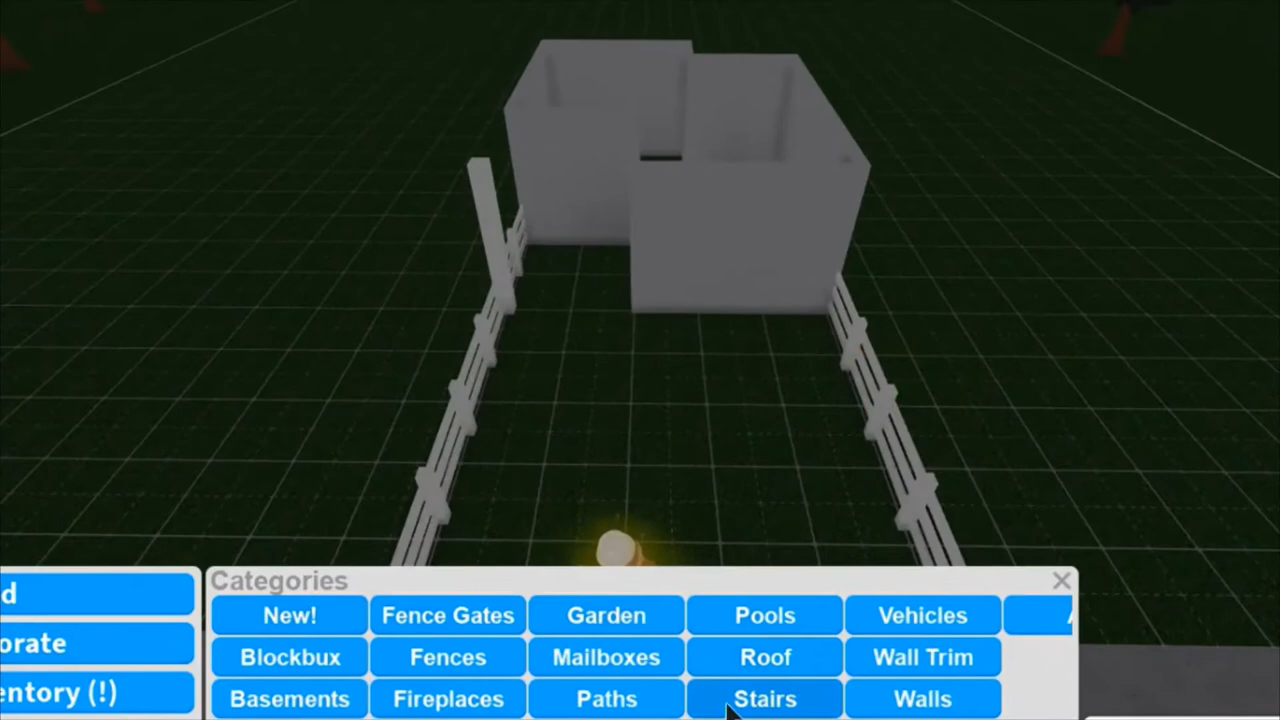 d
orate
entory (!)
Categories
New! Fence Gates Garden Pools Vehicles
Blockbux Fences Mailboxes Roof Wall Trim
Basements Fireplaces Paths Stairs Walls